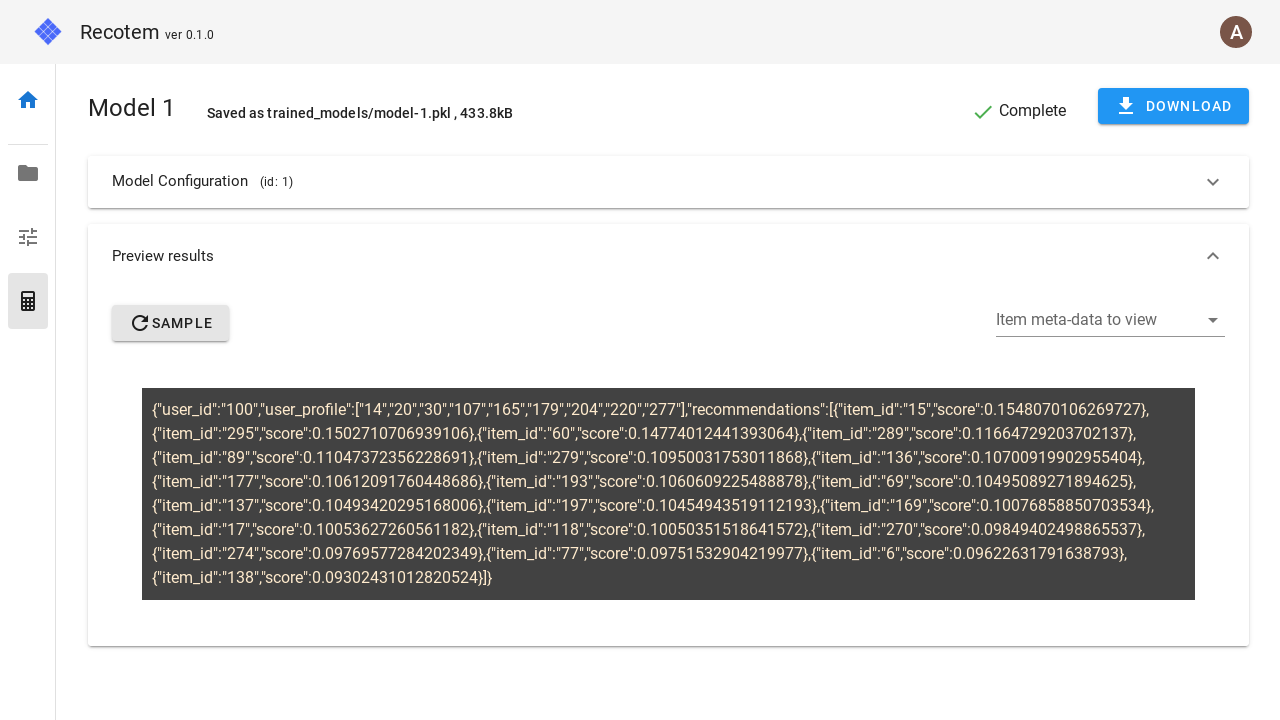 Recotem ver 0.1.0
A
Model 1
Saved as trained_models/model-1.pkl , 433.8kB
Complete
DOWNLOAD
Model Configuration (id: 1)
Preview results
SAMPLE
Item meta-data to view
{"user_id":"100","user_profile":["14","20","30","107","165","179","204","220","277"],"recommendations":[{"item_id":"15","score":0.1548070106269727},
{"item_id":"295","score":0.1502710706939106},{"item_id":"60","score":0.14774012441393064},{"item_id":"289","score":0.11664729203702137},
{"item_id":"89","score":0.11047372356228691},{"item_id":"279","score":0.10950031753011868},{"item_id":"136","score":0.10700919902955404},
{"item_id":"177","score":0.10612091760448686},{"item_id":"193","score":0.1060609225488878},{"item_id":"69","score":0.10495089271894625},
{"item_id":"137","score":0.10493420295168006},{"item_id":"197","score":0.10454943519112193},{"item_id":"169","score":0.10076858850703534},
{"item_id":"17","score":0.10053627260561182},{"item_id":"118","score":0.10050351518641572},{"item_id":"270","score":0.09849402498865537},
{"item_id":"274","score":0.09769577284202349},{"item_id":"77","score":0.09751532904219977},{"item_id":"6","score":0.09622631791638793},
{"item_id":"138","score":0.09302431012820524}]}